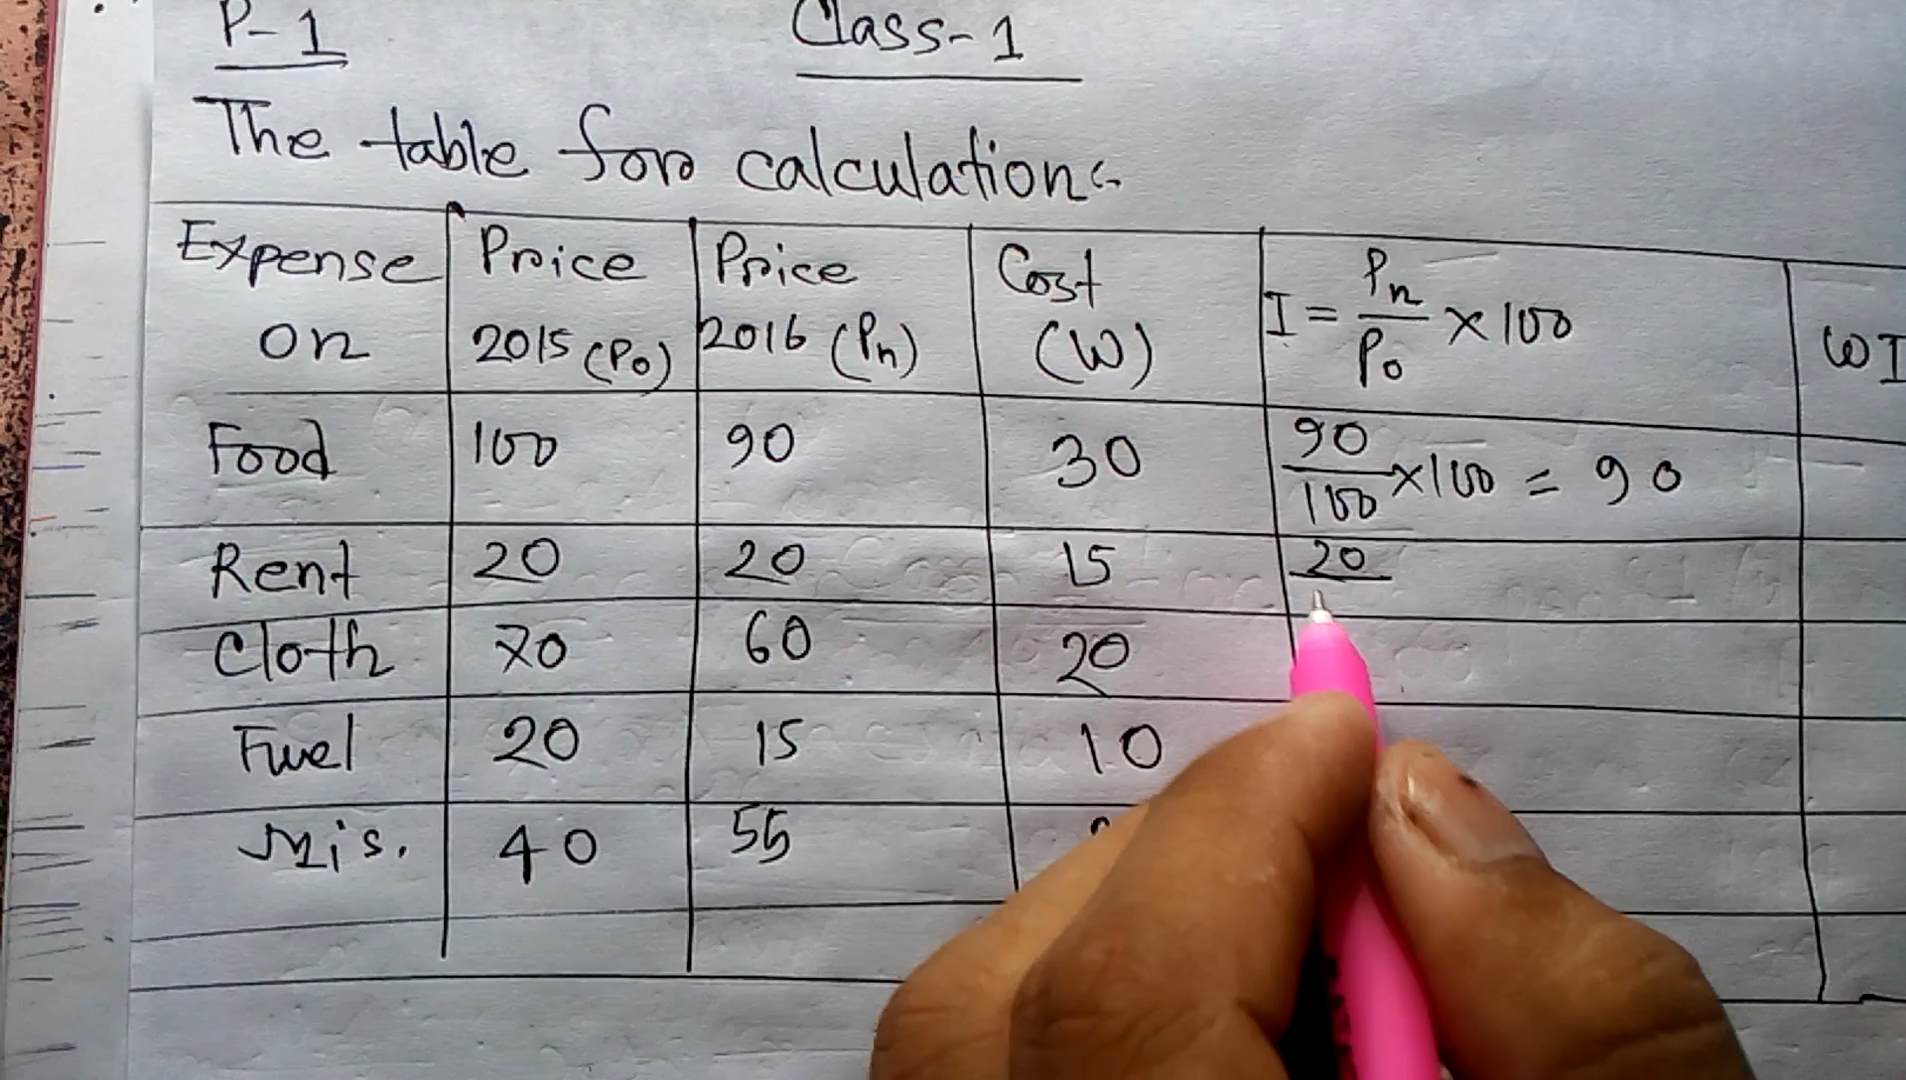 P-1 Class-1
The table for calculation:-
Expense on | Price 2015 (Po) | Price 2016 (Pn) | Cost (W) | I = Pn/Po × 100 | WI
Food | 100 | 90 | 30 | 90/100 × 100 = 90
Rent | 20 | 20 | 15 | 20
Cloth | 70 | 60 | 20
Fuel | 20 | 15 | 10
Mis. | 40 | 55